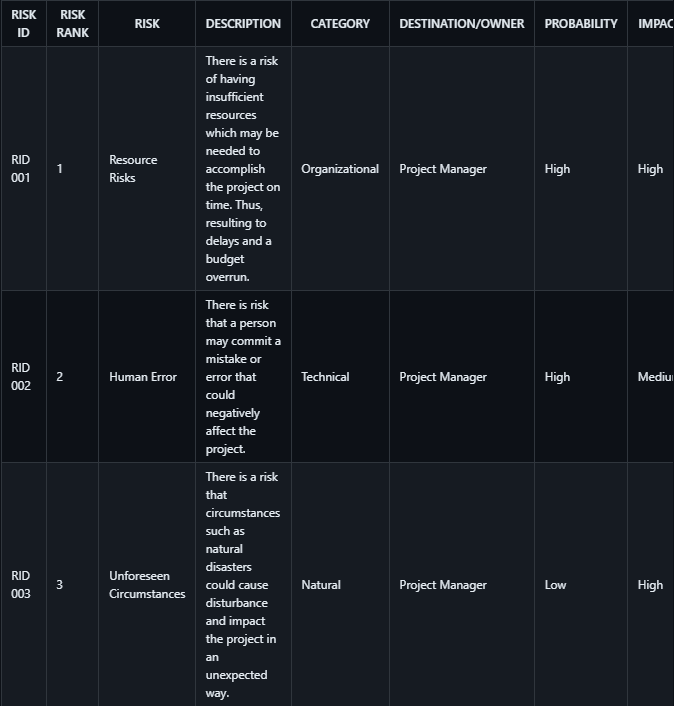 RISK ID
RISK RANK
RISK
DESCRIPTION
CATEGORY
DESTINATION/OWNER
PROBABILITY
IMPAC
RID
001
1
Resource
Risks
There is a risk
of having
insufficient
resources
which may be
needed to
accomplish
the project on
time. Thus,
resulting to
delays and a
budget
overrun.
Organizational
Project Manager
High
High
RID
002
2
Human Error
There is risk
that a person
may commit a
mistake or
error that
could
negatively
affect the
project.
Technical
Project Manager
High
Mediu
RID
003
3
Unforeseen
Circumstances
There is a risk
that
circumstances
such as
natural
disasters
could cause
disturbance
and impact
the project in
an
unexpected
way.
Natural
Project Manager
Low
High